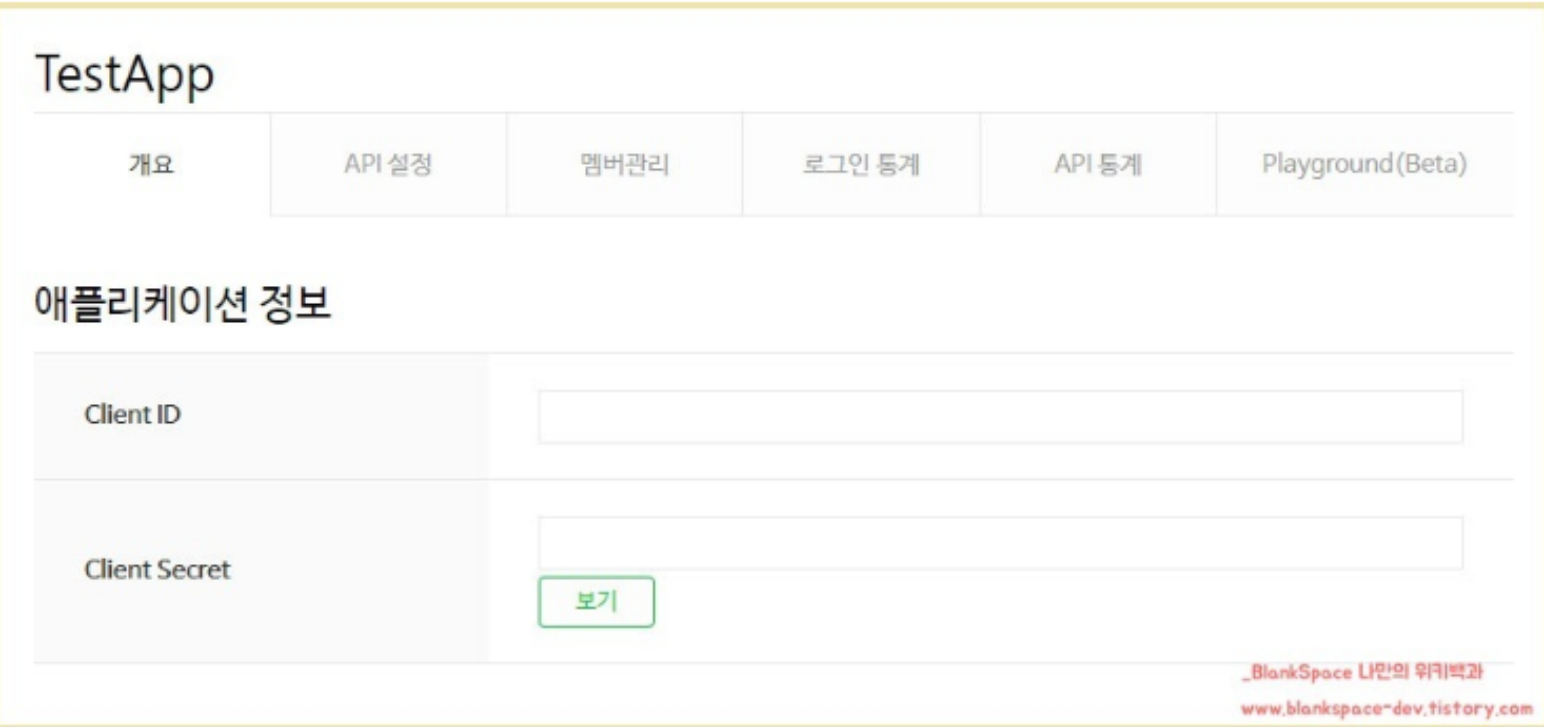 TestApp
개요 API 설정 멤버관리 로그인 통계 API 통계 Playground(Beta)
애플리케이션 정보
Client ID
Client Secret
보기
_BlankSpace 나만의 위키백과
www.blankspace-dev.tistory.com